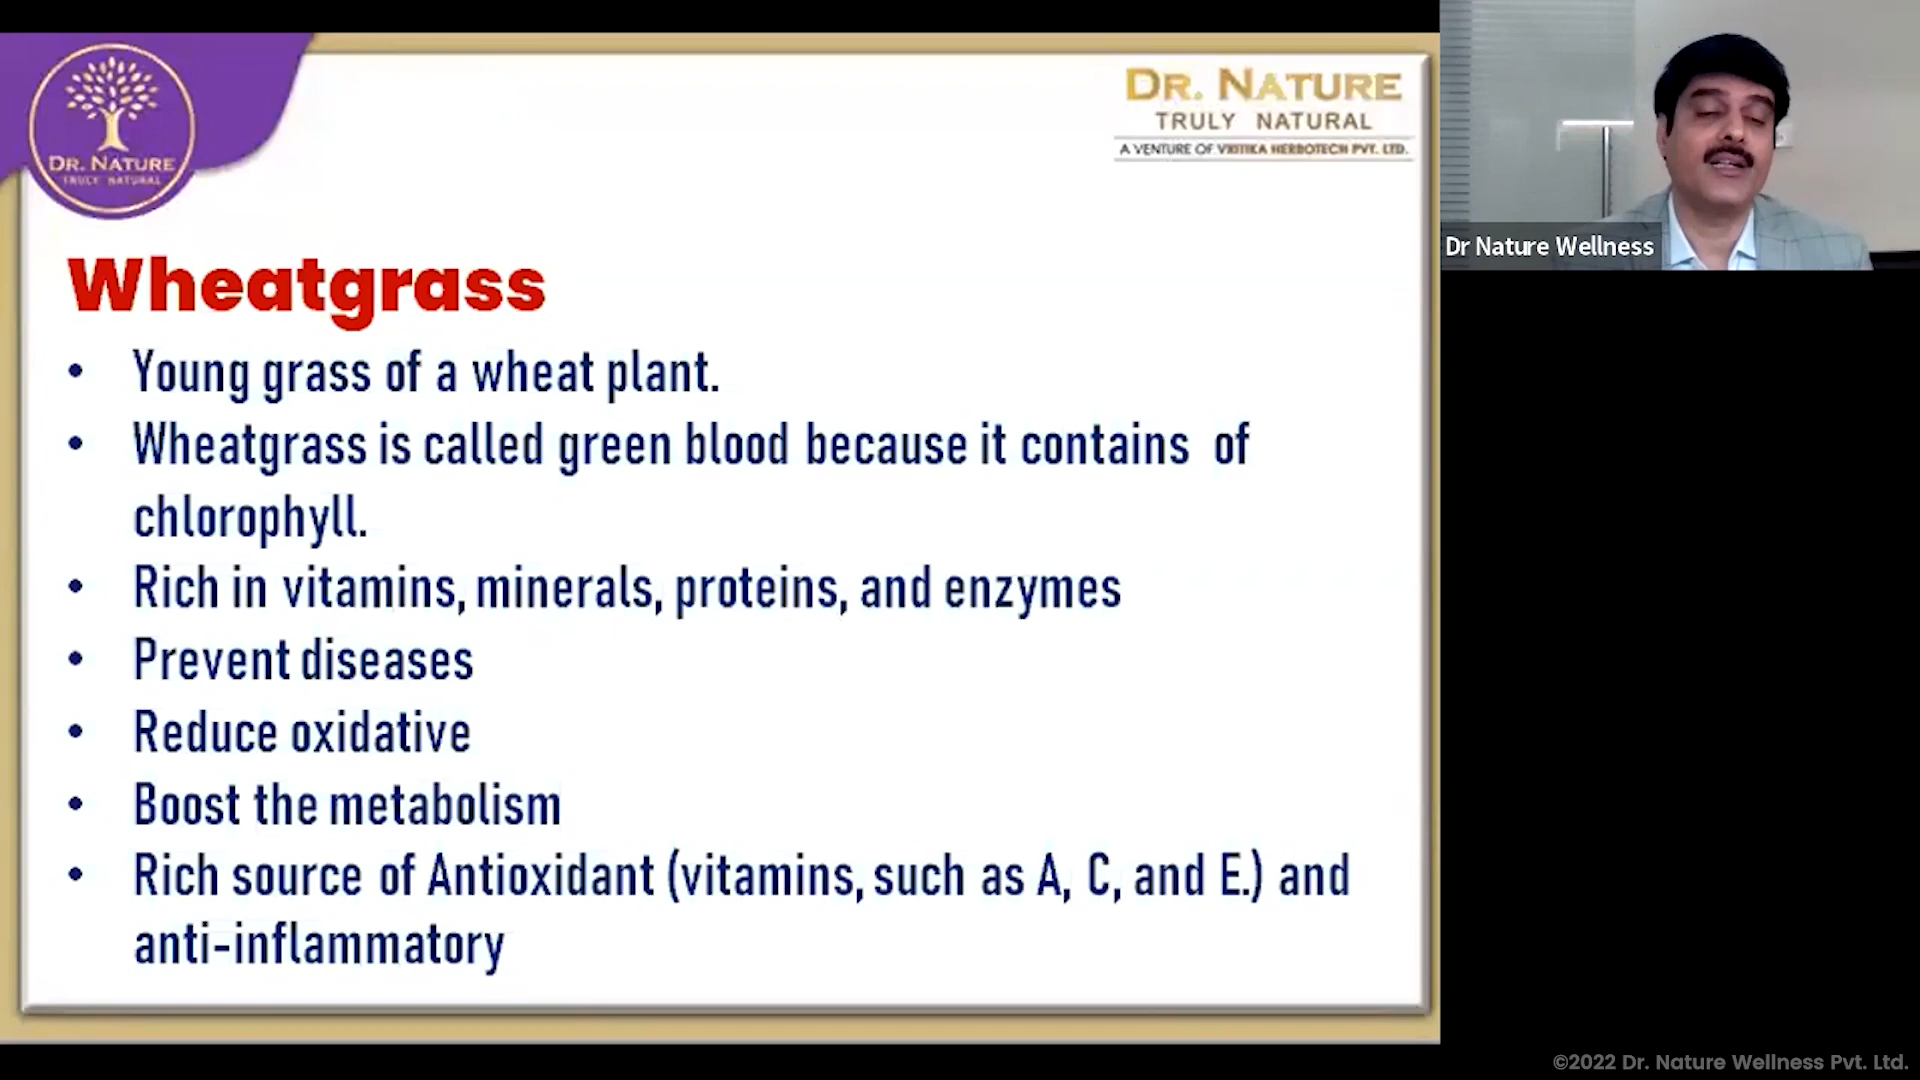 DR. NATURE
TRULY NATURAL
DR. NATURE
TRULY NATURAL
A VENTURE OF VRITIKA HERBOTECH PVT. LTD.
Dr Nature Wellness
Wheatgrass
• Young grass of a wheat plant.
• Wheatgrass is called green blood because it contains of
chlorophyll.
• Rich in vitamins, minerals, proteins, and enzymes
• Prevent diseases
• Reduce oxidative
• Boost the metabolism
• Rich source of Antioxidant (vitamins, such as A, C, and E.) and
anti-inflammatory
©2022 Dr. Nature Wellness Pvt. Ltd.